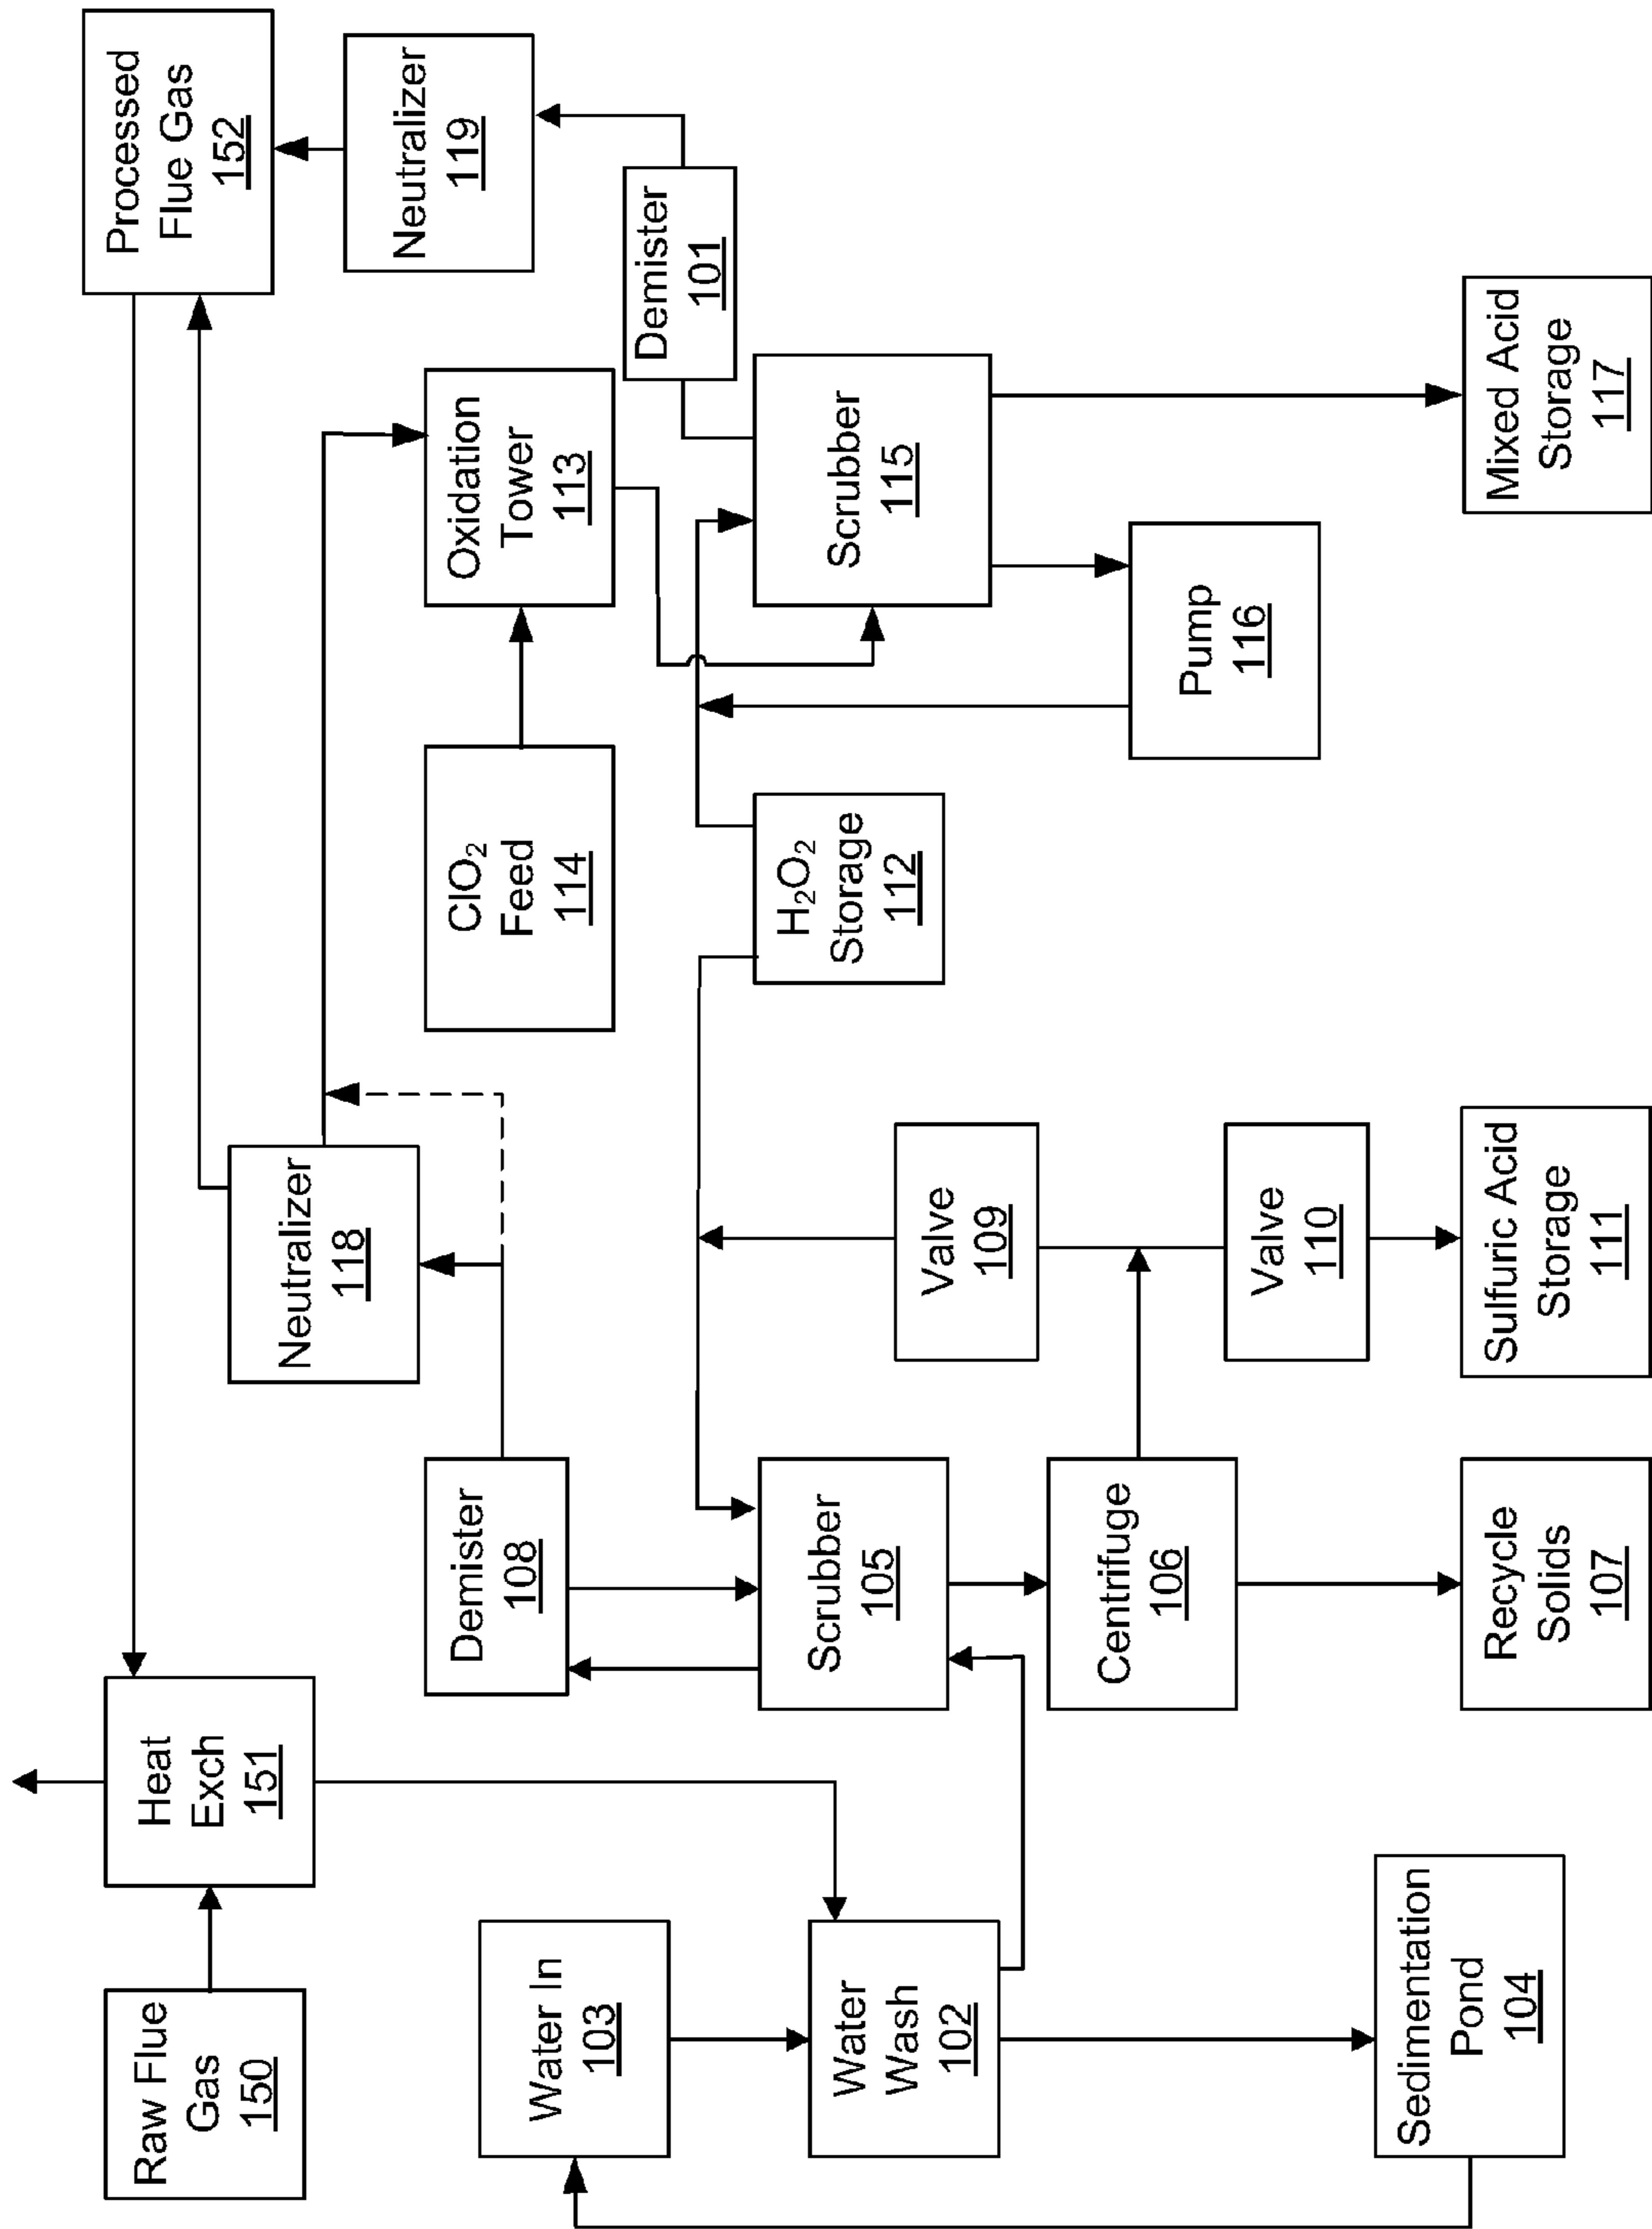 Raw Flue
Gas
150
Heat
Exch
151
Processed
Flue Gas
152
Neutralizer
118
Neutralizer
119
Water In
103
Demister
108
ClO₂
Feed
114
Oxidation
Tower
113
Demister
101
Water
Wash
102
Scrubber
105
H₂O₂
Storage
112
Scrubber
115
Valve
109
Centrifuge
106
Valve
110
Pump
116
Sedimentation
Pond
104
Recycle
Solids
107
Sulfuric Acid
Storage
111
Mixed Acid
Storage
117